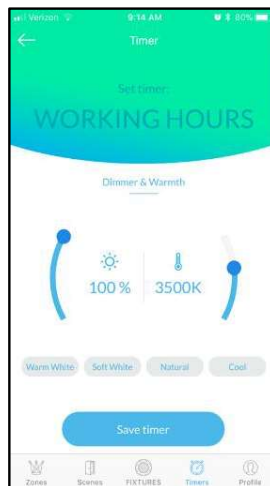 Verizon 9:14 AM 80%
Timer
Set timer:
WORKING HOURS
Dimmer & Warmth
100 % 3500K
Warm White Soft White Natural Cool
Save timer
Zones Scenes FIXTURES Timers Profile